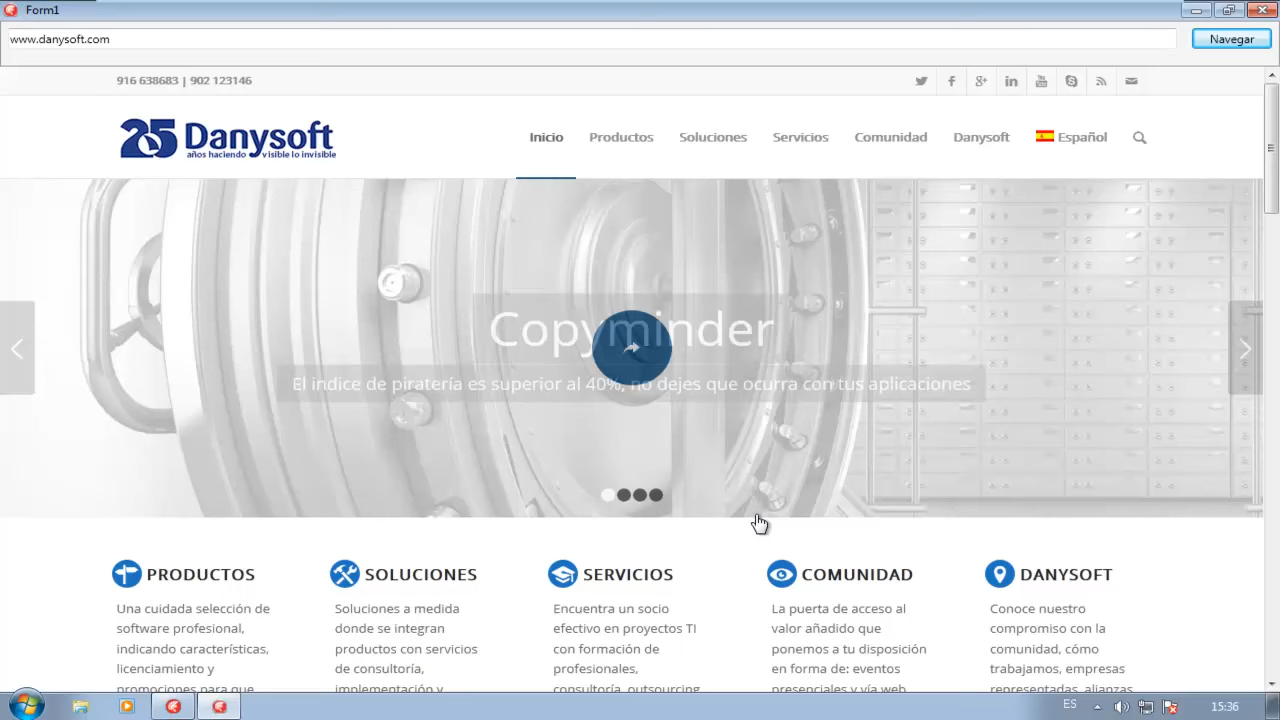 Form1
www.danysoft.com
Navegar
916 638683 | 902 123146
25 Danysoft
años haciendo visible lo invisible
Inicio
Productos
Soluciones
Servicios
Comunidad
Danysoft
Español
Copyminder
El índice de piratería es superior al 40%, no dejes que ocurra con tus aplicaciones
PRODUCTOS
Una cuidada selección de
software profesional,
indicando características,
licenciamiento y
promociones para que
SOLUCIONES
Soluciones a medida
donde se integran
productos con servicios
de consultoría,
implementación y
SERVICIOS
Encuentra un socio
efectivo en proyectos TI
con formación de
profesionales,
consultoría, outsourcing
COMUNIDAD
La puerta de acceso al
valor añadido que
ponemos a tu disposición
en forma de: eventos
presenciales y vía web
DANYSOFT
Conoce nuestro
compromiso con la
comunidad, cómo
trabajamos, empresas
representadas, alianzas
ES
15:36